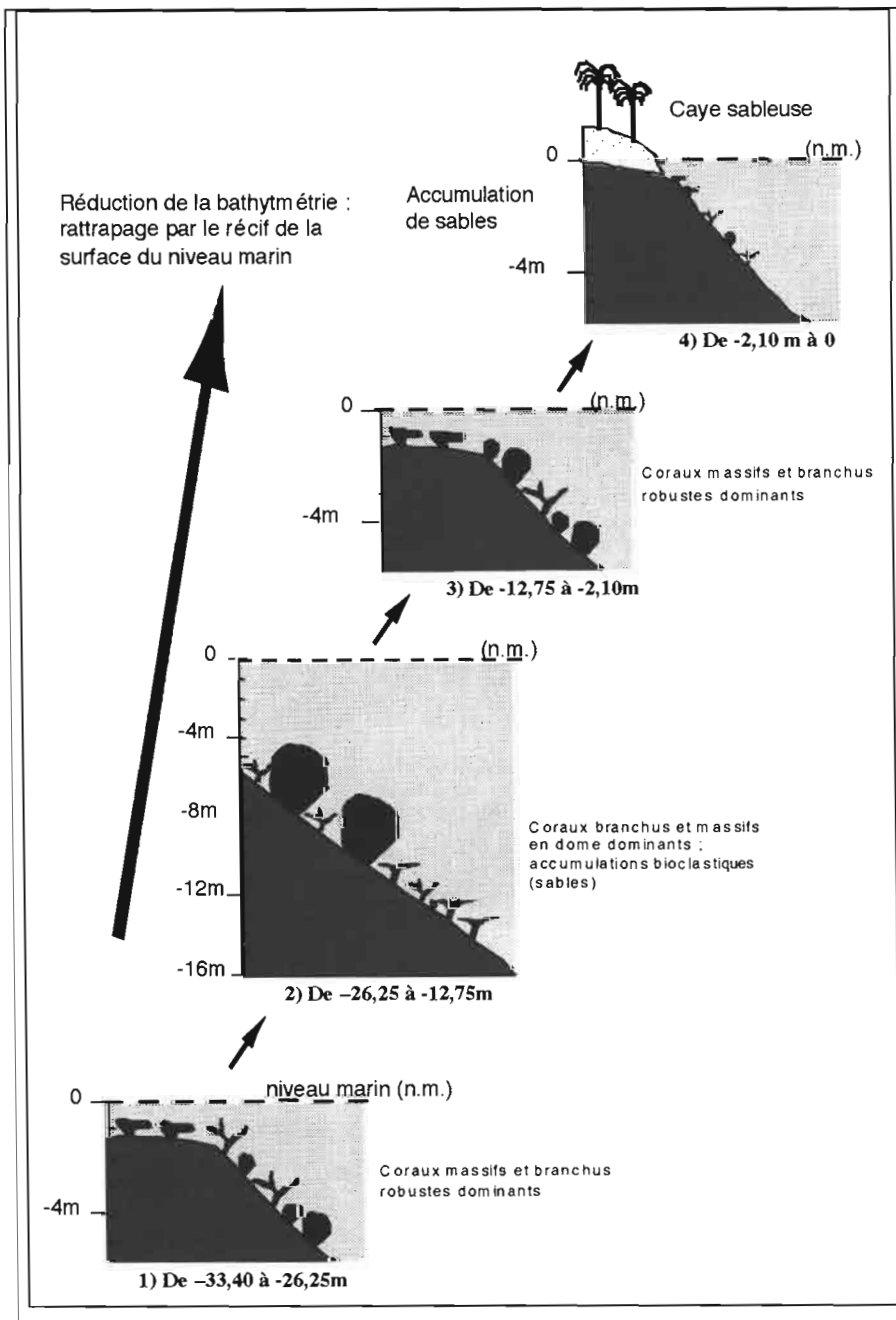 Caye sableuse
0
(n.m.)
Réduction de la bathytmétrie :
rattrapage par le récif de la
surface du niveau marin
Accumulation
de sables
-4m
4) De -2,10 m à 0
0
(n.m.)
Coraux massifs et branchus
robustes dominants
-4m
3) De -12,75 à -2,10m
0
(n.m.)
-4m
-8m
Coraux branchus et massifs
en dome dominants ;
accumulations bioclastiques
(sables)
-12m
-16m
2) De –26,25 à -12,75m
0
niveau marin (n.m.)
Coraux massifs et branchus
robustes dominants
-4m
1) De –33,40 à -26,25m